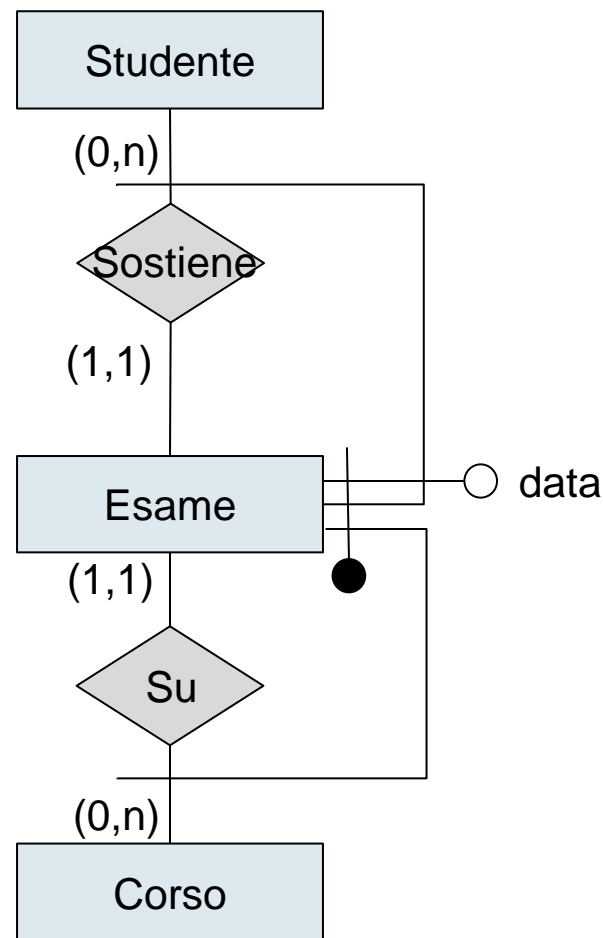 Studente
(0,n)
Sostiene
(1,1)
Esame
data
(1,1)
Su
(0,n)
Corso